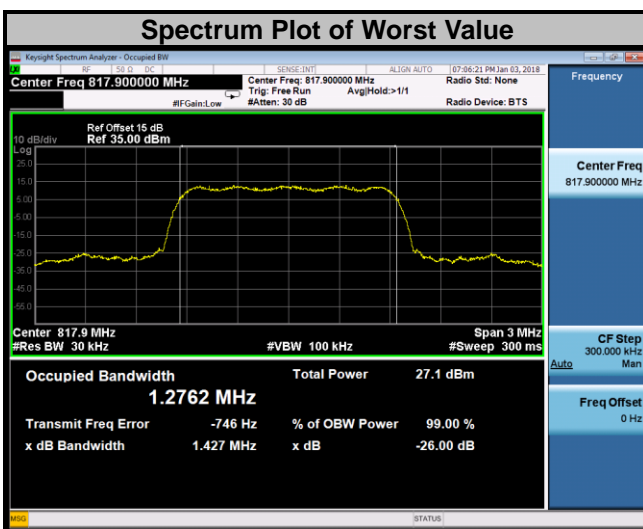 Spectrum Plot of Worst Value
Keysight Spectrum Analyzer - Occupied BW
RF 50 Ω DC SENSE:INT ALIGN AUTO 07:06:21 PM Jan 03, 2018
Center Freq 817.900000 MHz
Center Freq: 817.900000 MHz
Radio Std: None
Trig: Free Run Avg|Hold:>1/1
#IFGain:Low #Atten: 30 dB Radio Device: BTS
Frequency
Ref Offset 15 dB
10 dB/div Ref 35.00 dBm
Log
25.0
15.0
5.00
-5.00
-15.0
-25.0
-35.0
-45.0
-55.0
Center Freq
817.900000 MHz
Center 817.9 MHz Span 3 MHz
#Res BW 30 kHz #VBW 100 kHz #Sweep 300 ms
CF Step
300.000 kHz
Auto Man
Occupied Bandwidth Total Power 27.1 dBm
1.2762 MHz
Transmit Freq Error -746 Hz % of OBW Power 99.00 %
x dB Bandwidth 1.427 MHz x dB -26.00 dB
Freq Offset
0 Hz
MSG STATUS